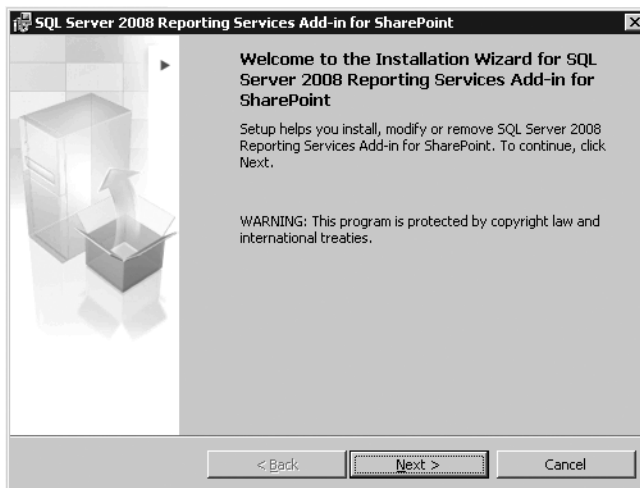 SQL Server 2008 Reporting Services Add-in for SharePoint
Welcome to the Installation Wizard for SQL
Server 2008 Reporting Services Add-in for
SharePoint
Setup helps you install, modify or remove SQL Server 2008
Reporting Services Add-in for SharePoint. To continue, click
Next.
WARNING: This program is protected by copyright law and
international treaties.
< Back
Next >
Cancel